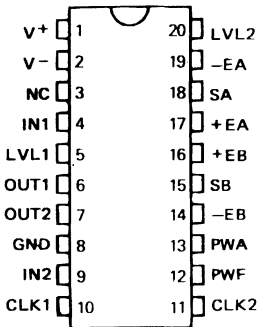 V+ 1 20 LVL2
V- 2 19 -EA
NC 3 18 SA
IN1 4 17 +EA
LVL1 5 16 +EB
OUT1 6 15 SB
OUT2 7 14 -EB
GND 8 13 PWA
IN2 9 12 PWF
CLK1 10 11 CLK2